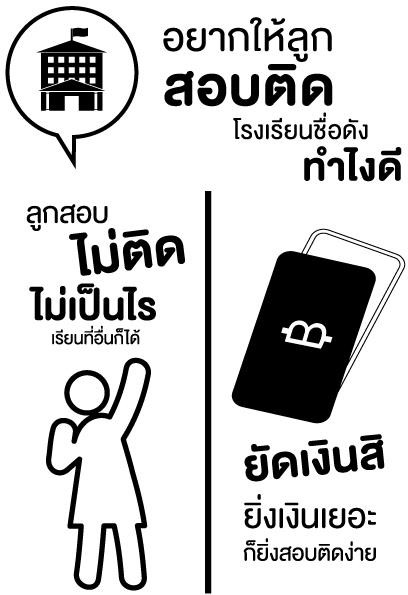 อยากให้ลูก
สอบติด
โรงเรียนชื่อดัง
ทำไงดี
ลูกสอบ
ไม่ติด
ไม่เป็นไร
เรียนที่อื่นก็ได้
B
ยัดเงินสิ
ยิ่งเงินเยอะ
ก็ยิ่งสอบติดง่าย